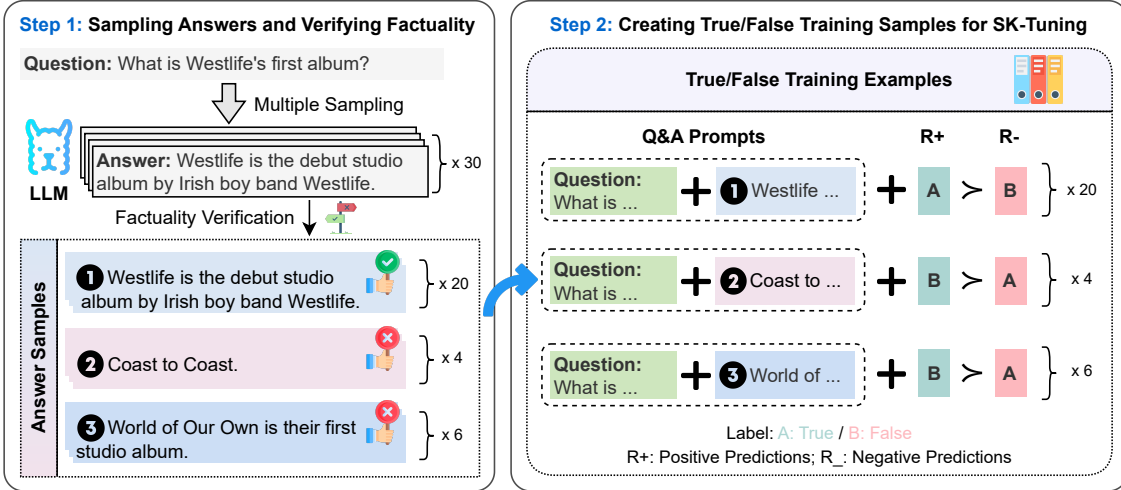 Step 1: Sampling Answers and Verifying Factuality
Question: What is Westlife's first album?
Multiple Sampling
LLM
Answer: Westlife is the debut studio
album by Irish boy band Westlife.
x 30
Factuality Verification
Answer Samples
1 Westlife is the debut studio
album by Irish boy band Westlife.
x 20
2 Coast to Coast.
x 4
3 World of Our Own is their first
studio album.
x 6
Step 2: Creating True/False Training Samples for SK-Tuning
True/False Training Examples
Q&A Prompts R+ R-
Question:
What is ...
+ 1 Westlife ... + A ≻ B x 20
Question:
What is ...
+ 2 Coast to ... + B ≻ A x 4
Question:
What is ...
+ 3 World of ... + B ≻ A x 6
Label: A: True / B: False
R+: Positive Predictions; R_: Negative Predictions